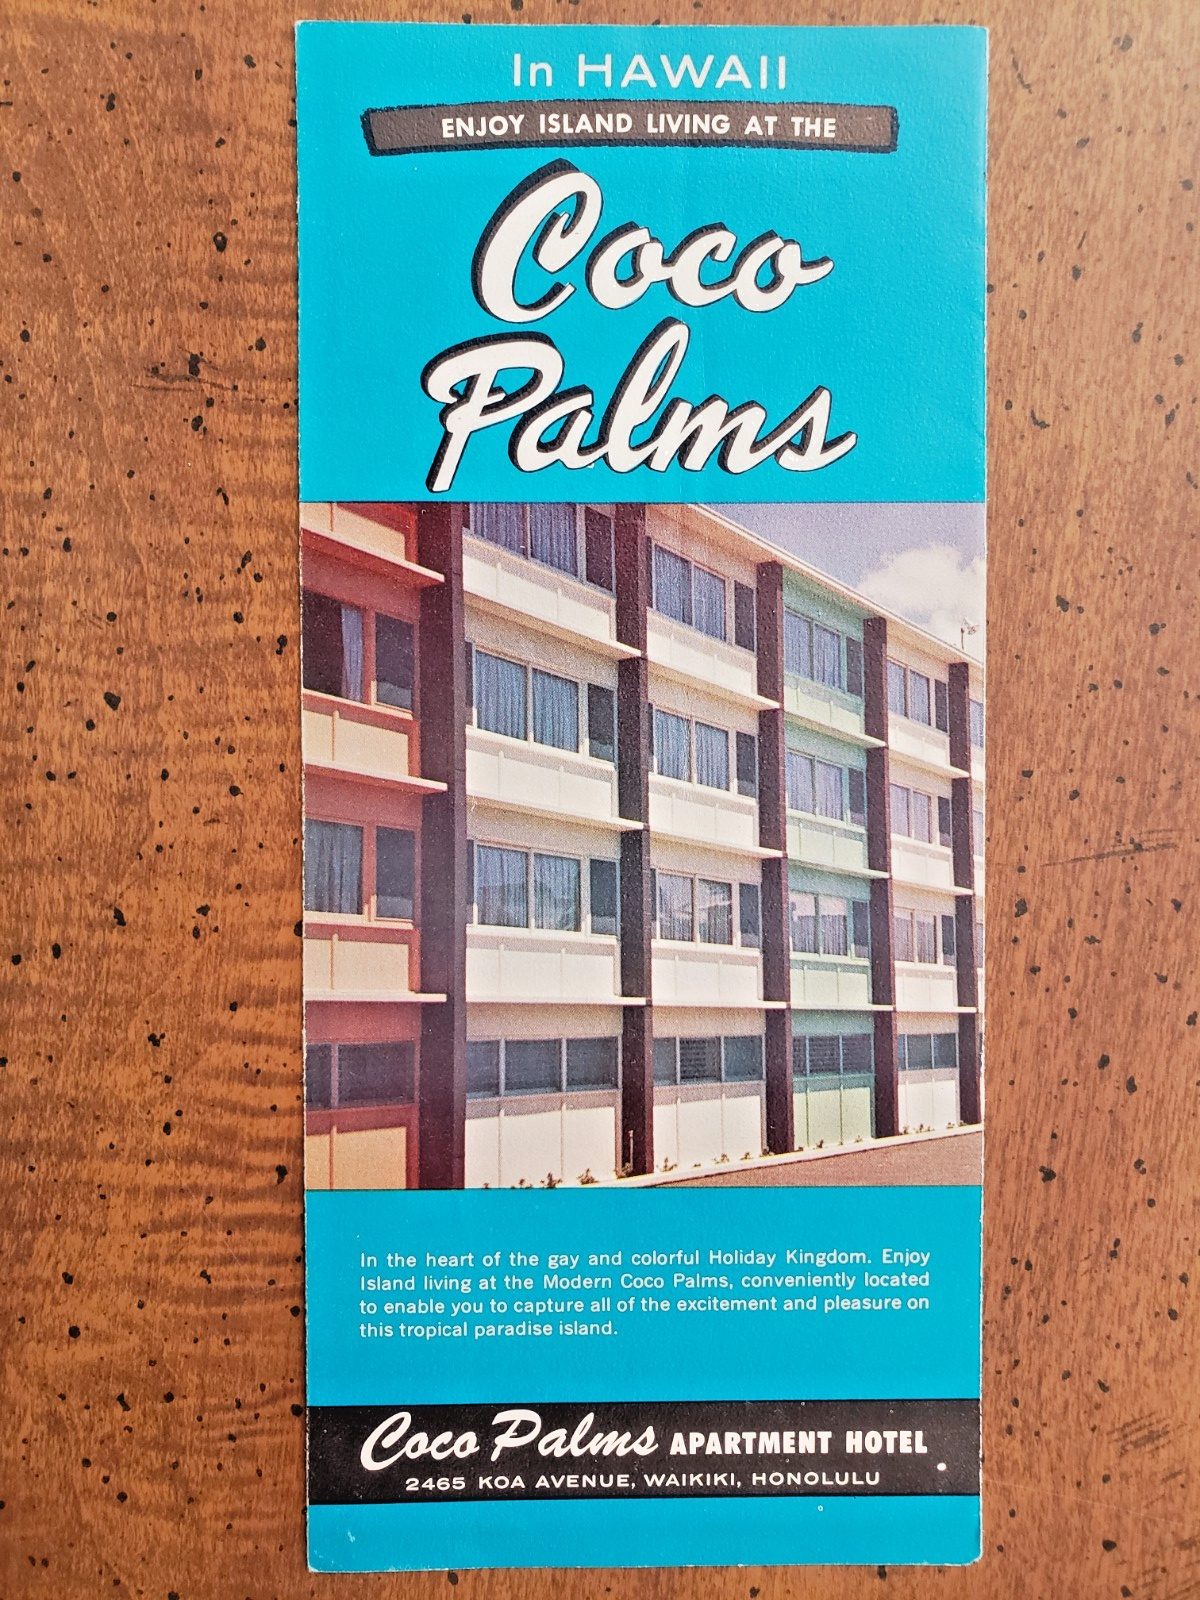 In HAWAII
ENJOY ISLAND LIVING AT THE
Coco
Palms
In the heart of the gay and colorful Holiday Kingdom. Enjoy
Island living at the Modern Coco Palms, conveniently located
to enable you to capture all of the excitement and pleasure on
this tropical paradise island.
Coco Palms APARTMENT HOTEL
2465 KOA AVENUE, WAIKIKI, HONOLULU